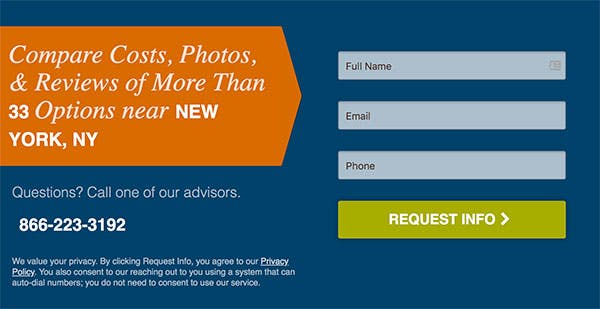 Compare Costs, Photos,
& Reviews of More Than
33 Options near NEW
YORK, NY
Questions? Call one of our advisors.
866-223-3192
We value your privacy. By clicking Request Info, you agree to our Privacy
Policy. You also consent to our reaching out to you using a system that can
auto-dial numbers; you do not need to consent to use our service.
Full Name
Email
Phone
REQUEST INFO